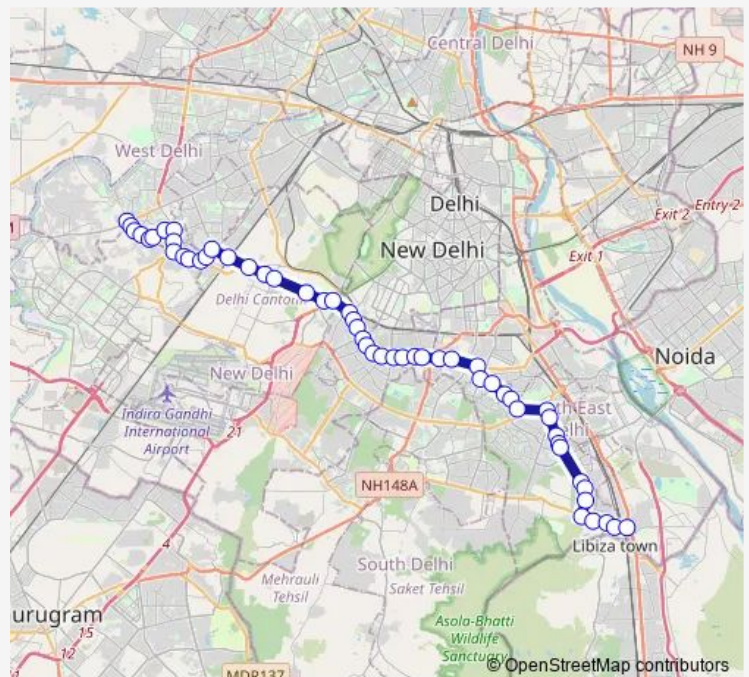 Central Delhi
NH 9
West Delhi
Delhi
Exit 2
Entry 2
New Delhi
Exit 1
Delhi Canton
Noida
New Delhi
Indira Gandhi
International
Airport
21
th East
elhi
NH148A
Libiza town
4
South Delhi
Mehrauli
Tehsil
Saket Tehsil
urugram
15
12
Asola-Bhatti
Wildlife
Sanctuary
MDR137
© OpenStreetMap contributors